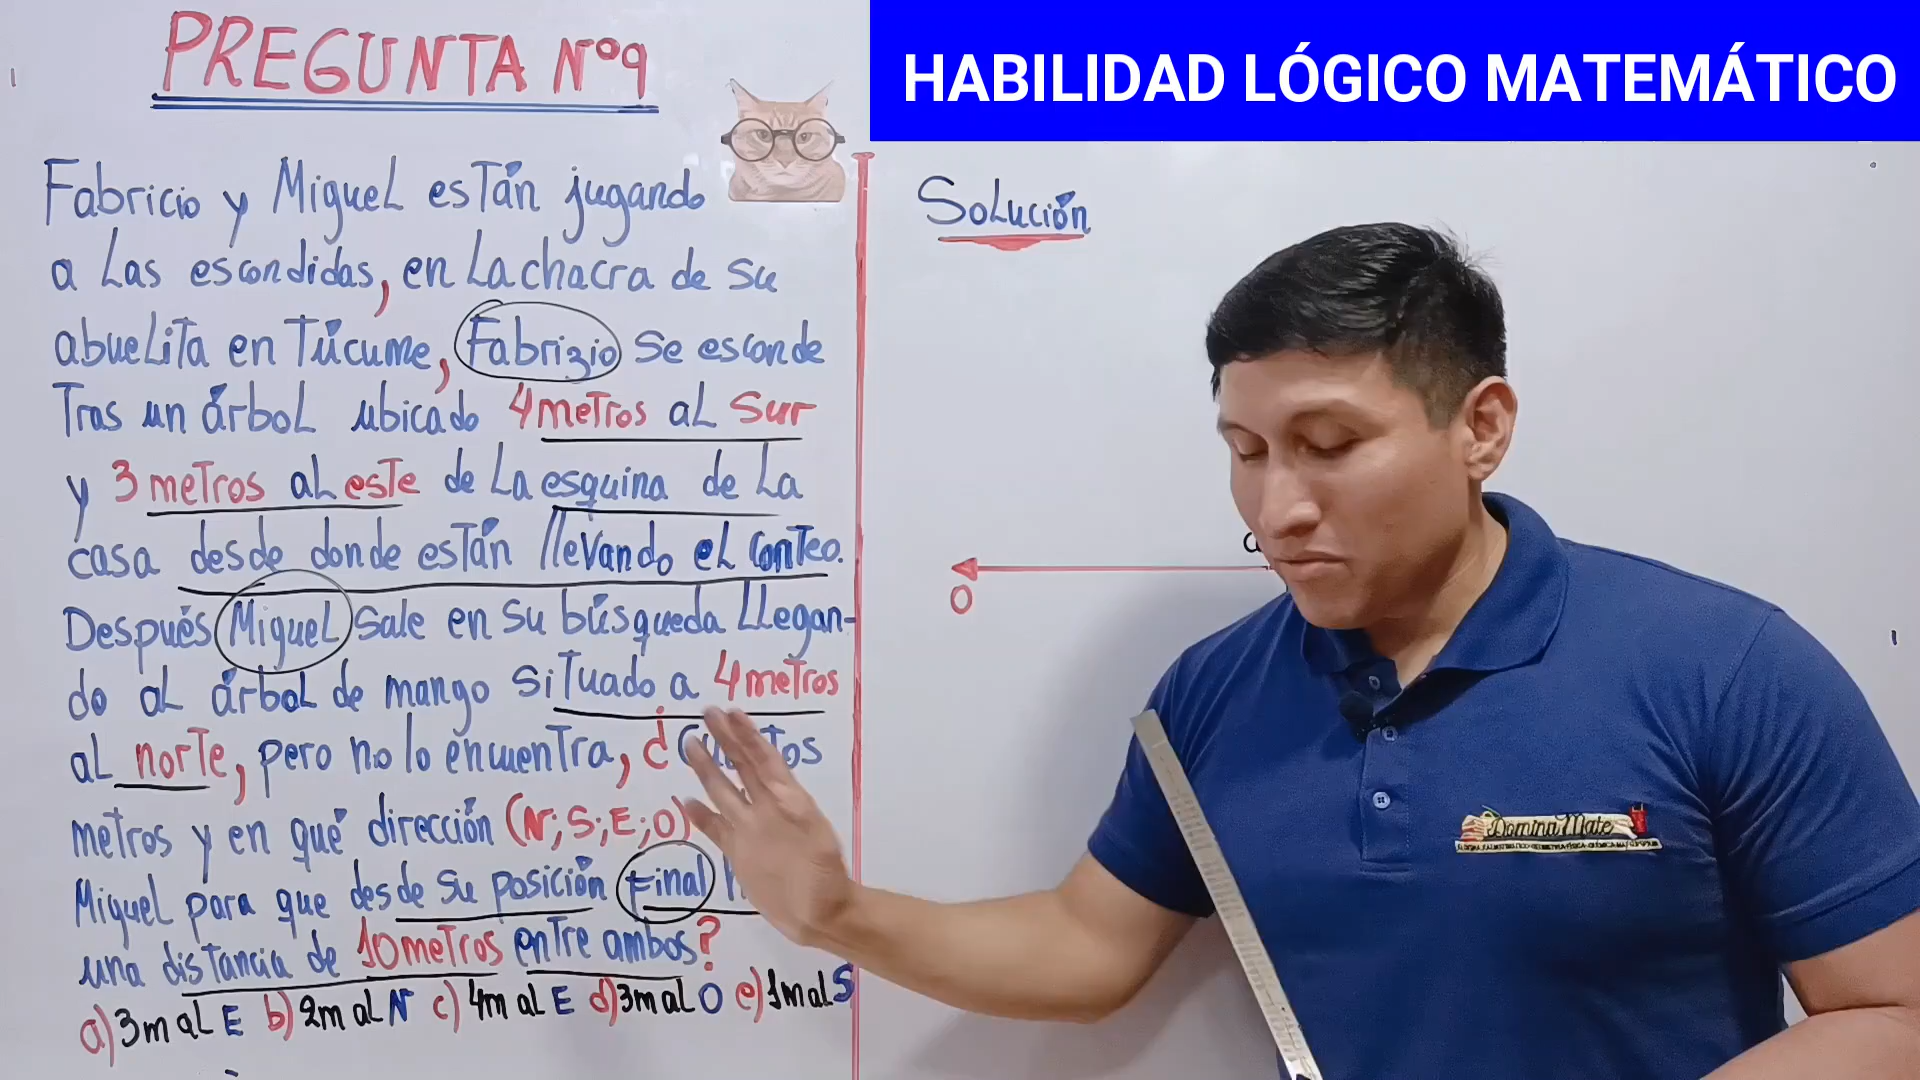 PREGUNTA N°9
HABILIDAD LÓGICO MATEMÁTICO
Fabricio y Miguel están jugando
a las escondidas, en la chacra de su
abuelita en Túcume, Fabrizio se esconde
Tras un árbol ubicado 4 metros al sur
y 3 metros al este de la esquina de la
casa desde donde están llevando el conteo.
Después Miguel sale en su búsqueda llegan-
do al árbol de mango situado a 4 metros
al norte, pero no lo encuentra, ¿
metros y en qué dirección (N; S; E; O)
Miguel para que desde su posición final
una distancia de 10 metros entre ambos?
a) 3m al E b) 2m al N c) 4m al E d) 3m al O e) 1m al S
Solución
O
Domina Mate